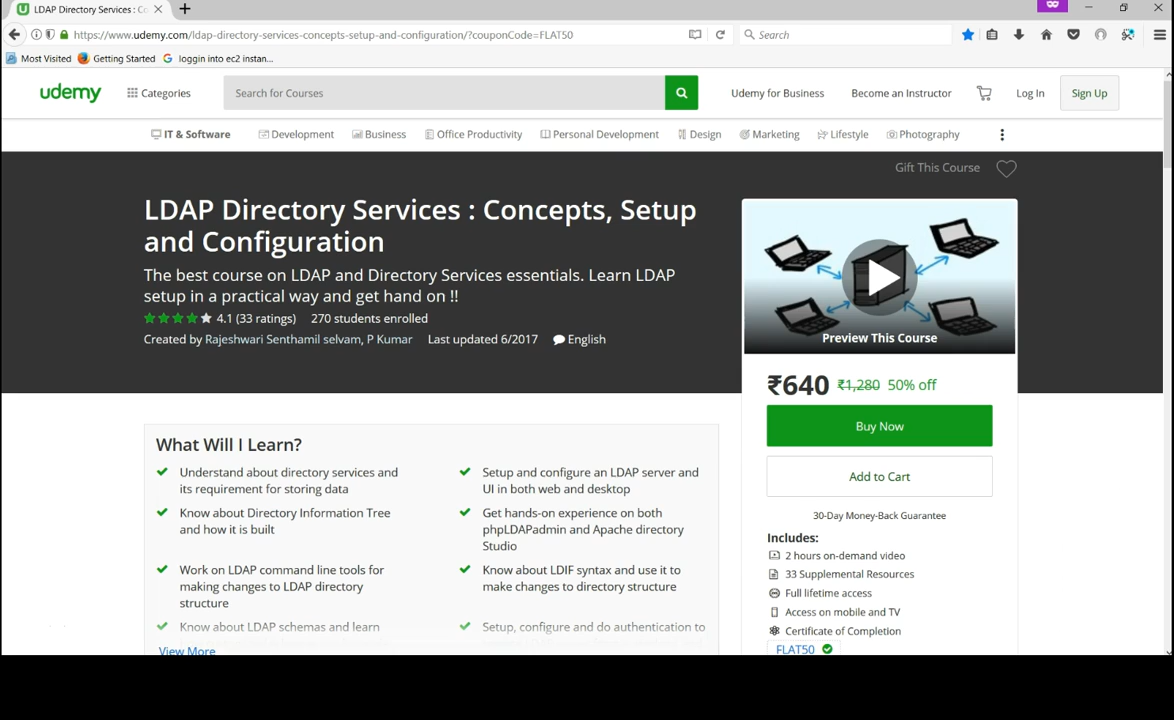 LDAP Directory Services : Co
https://www.udemy.com/ldap-directory-services-concepts-setup-and-configuration/?couponCode=FLAT50
Search
Most Visited Getting Started loggin into ec2 instan...
udemy
Categories
Search for Courses
Udemy for Business
Become an Instructor
Log In
Sign Up
IT & Software Development Business Office Productivity Personal Development Design Marketing Lifestyle Photography
Gift This Course
LDAP Directory Services : Concepts, Setup
and Configuration
The best course on LDAP and Directory Services essentials. Learn LDAP
setup in a practical way and get hand on !!
4.1 (33 ratings) 270 students enrolled
Created by Rajeshwari Senthamil selvam, P Kumar Last updated 6/2017 English
Preview This Course
₹640 ₹1,280 50% off
Buy Now
Add to Cart
30-Day Money-Back Guarantee
Includes:
2 hours on-demand video
33 Supplemental Resources
Full lifetime access
Access on mobile and TV
Certificate of Completion
FLAT50
What Will I Learn?
Understand about directory services and
its requirement for storing data
Know about Directory Information Tree
and how it is built
Work on LDAP command line tools for
making changes to LDAP directory
structure
Know about LDAP schemas and learn
Setup and configure an LDAP server and
UI in both web and desktop
Get hands-on experience on both
phpLDAPadmin and Apache directory
Studio
Know about LDIF syntax and use it to
make changes to directory structure
Setup, configure and do authentication to
View More